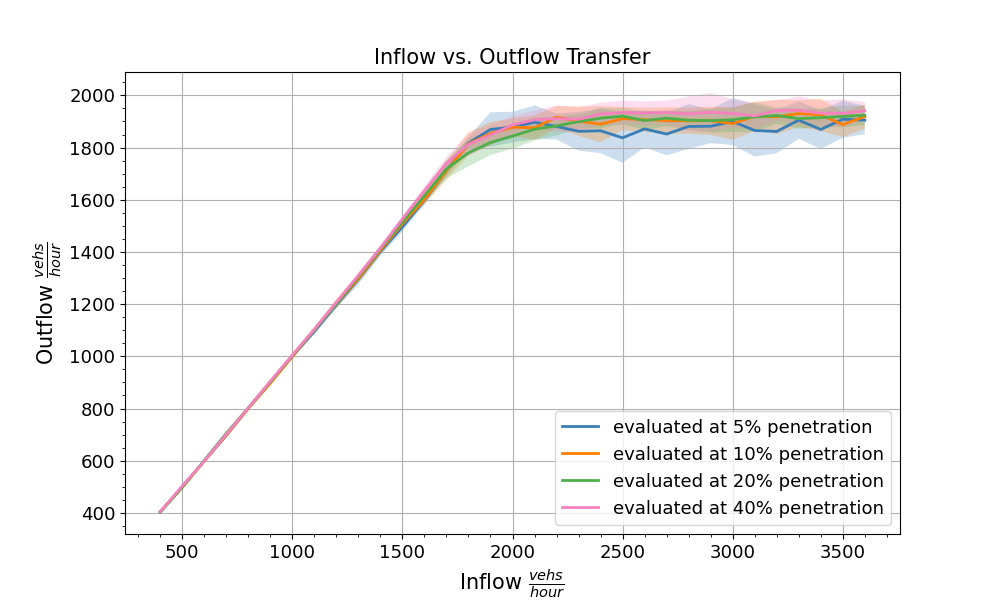 Inflow vs. Outflow Transfer
Outflow vehs/hour
2000
1800
1600
1400
1200
1000
800
600
400
evaluated at 5% penetration
evaluated at 10% penetration
evaluated at 20% penetration
evaluated at 40% penetration
500 1000 1500 2000 2500 3000 3500
Inflow vehs/hour